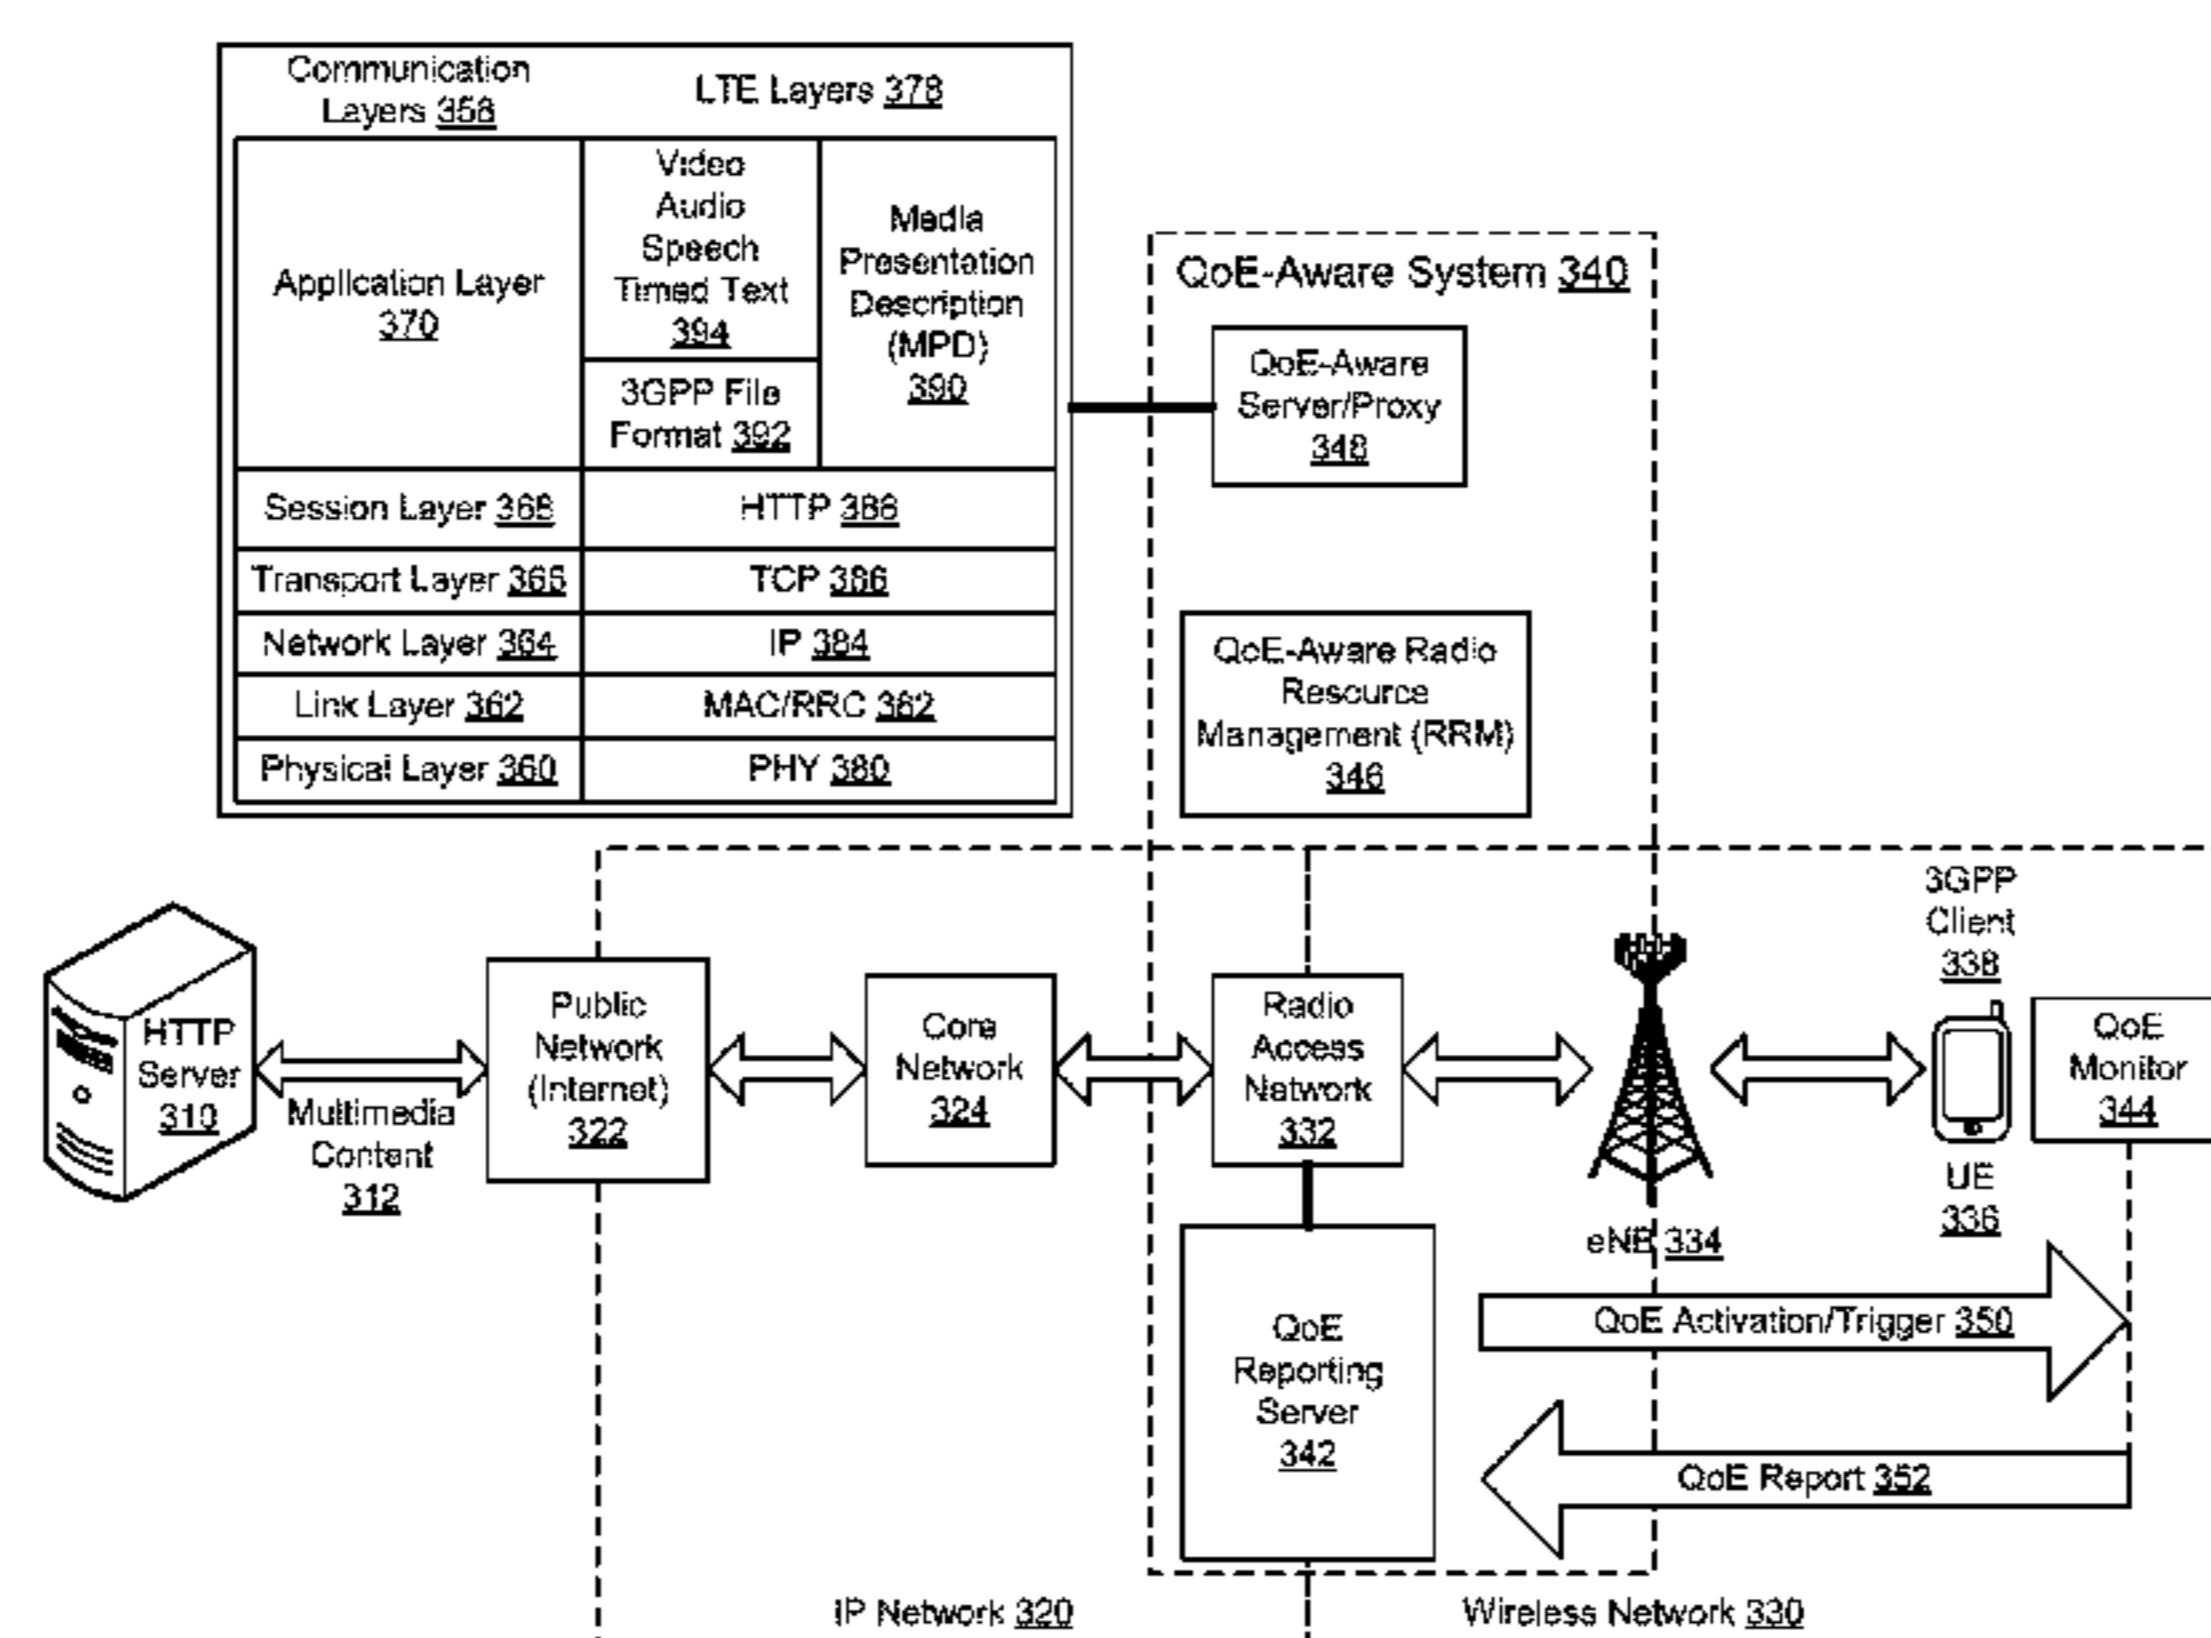 Communication
Layers 358
LTE Layers 378
Application Layer
370
Video
Audio
Speech
Timed Text
394
3GPP File
Format 392
Media
Presentation
Description
(MPD)
390
Session Layer 368
HTTP 388
Transport Layer 366
TCP 386
Network Layer 364
IP 384
Link Layer 362
MAC/RRC 382
Physical Layer 360
PHY 380
QoE-Aware System 340
QoE-Aware
Server/Proxy
348
QoE-Aware Radio
Resource
Management (RRM)
346
HTTP
Server
310
Multimedia
Content
312
Public
Network
(Internet)
322
Core
Network
324
Radio
Access
Network
332
eNB 334
3GPP
Client
338
UE
336
QoE
Monitor
344
QoE
Reporting
Server
342
QoE Activation/Trigger 350
QoE Report 352
IP Network 320
Wireless Network 330